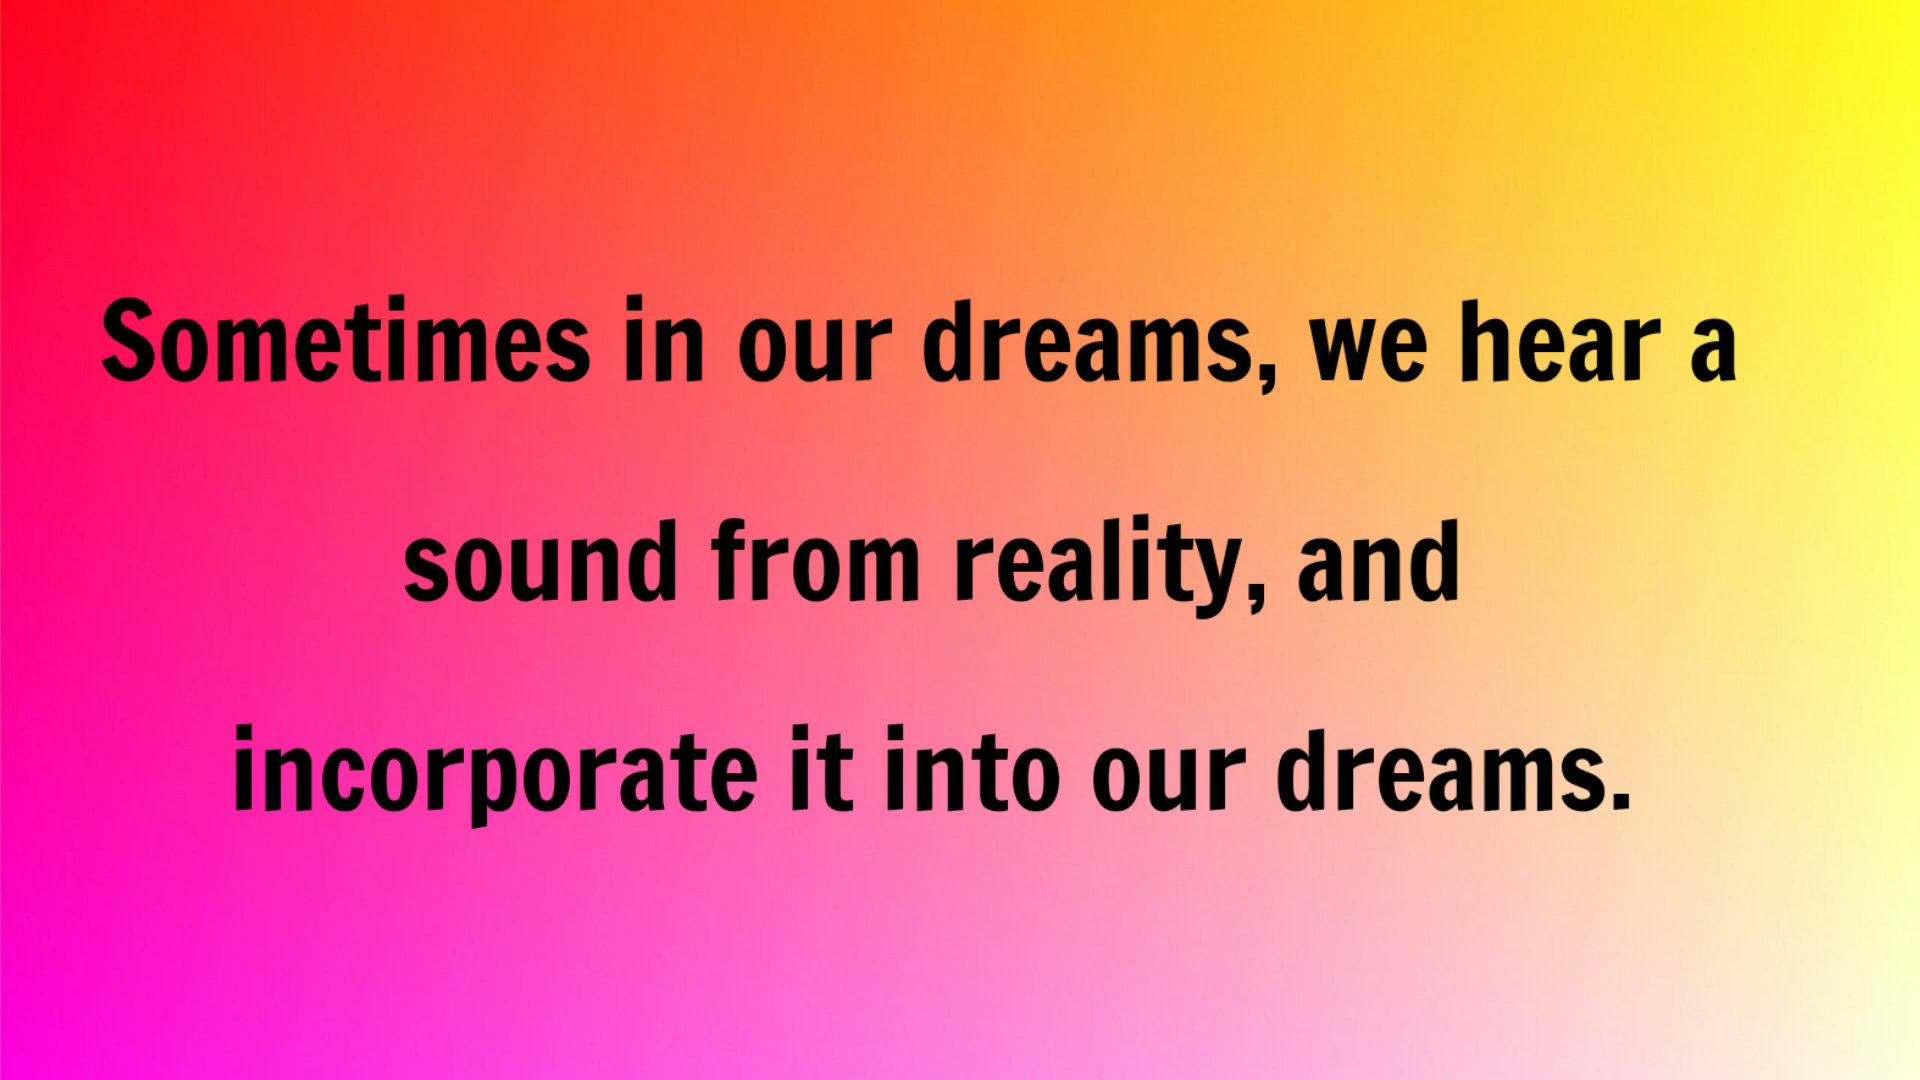 Sometimes in our dreams, we hear a
sound from reality, and
incorporate it into our dreams.